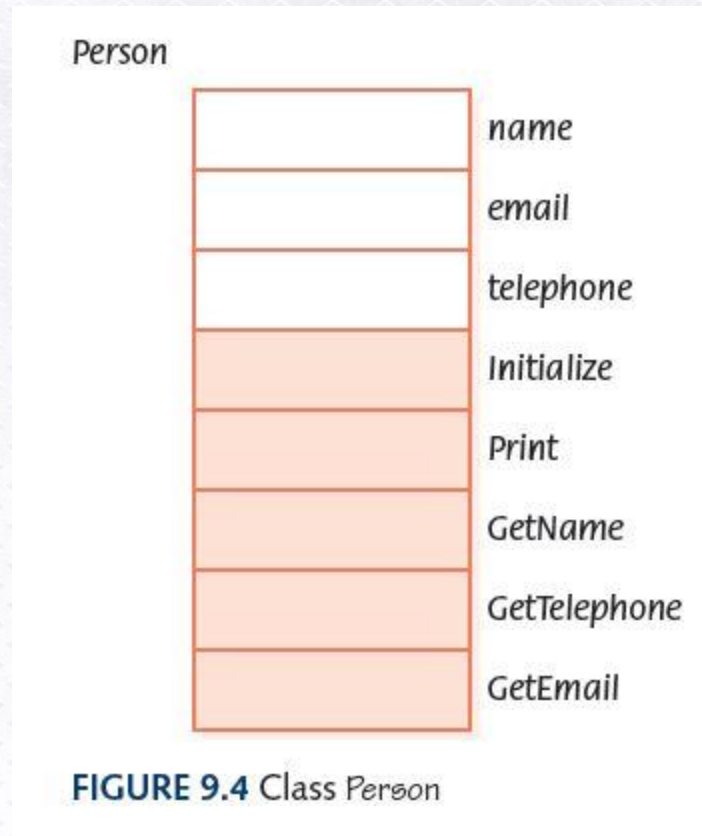 Person
name
email
telephone
Initialize
Print
GetName
GetTelephone
GetEmail
FIGURE 9.4 Class Person